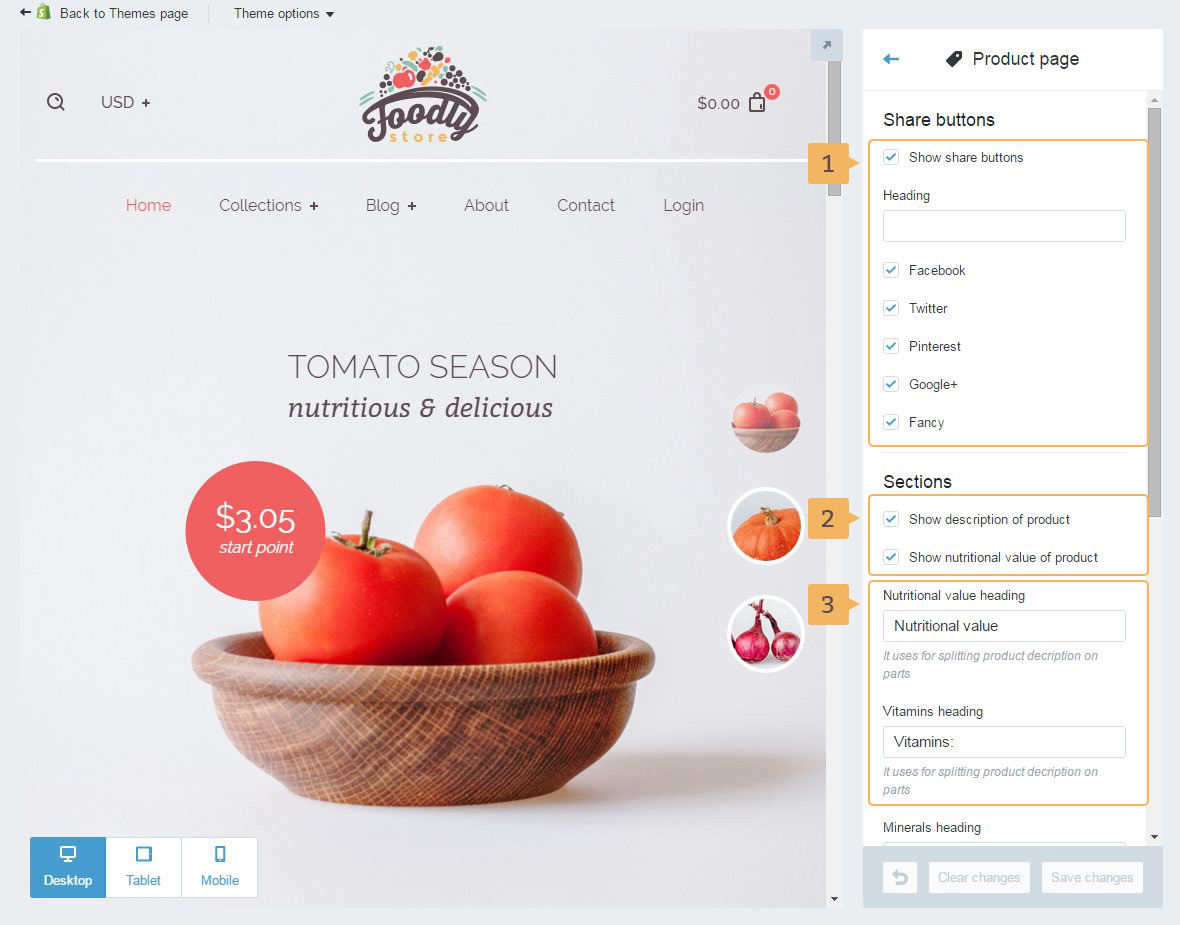 Back to Themes page
Theme options
USD +
Foodly
store
$0.00
0
Home
Collections +
Blog +
About
Contact
Login
TOMATO SEASON
nutritious & delicious
$3.05
start point
Desktop
Tablet
Mobile
Product page
Share buttons
1
Show share buttons
Heading
Facebook
Twitter
Pinterest
Google+
Fancy
Sections
2
Show description of product
Show nutritional value of product
3
Nutritional value heading
Nutritional value
It uses for splitting product decription on
parts
Vitamins heading
Vitamins:
It uses for splitting product decription on
parts
Minerals heading
Clear changes
Save changes